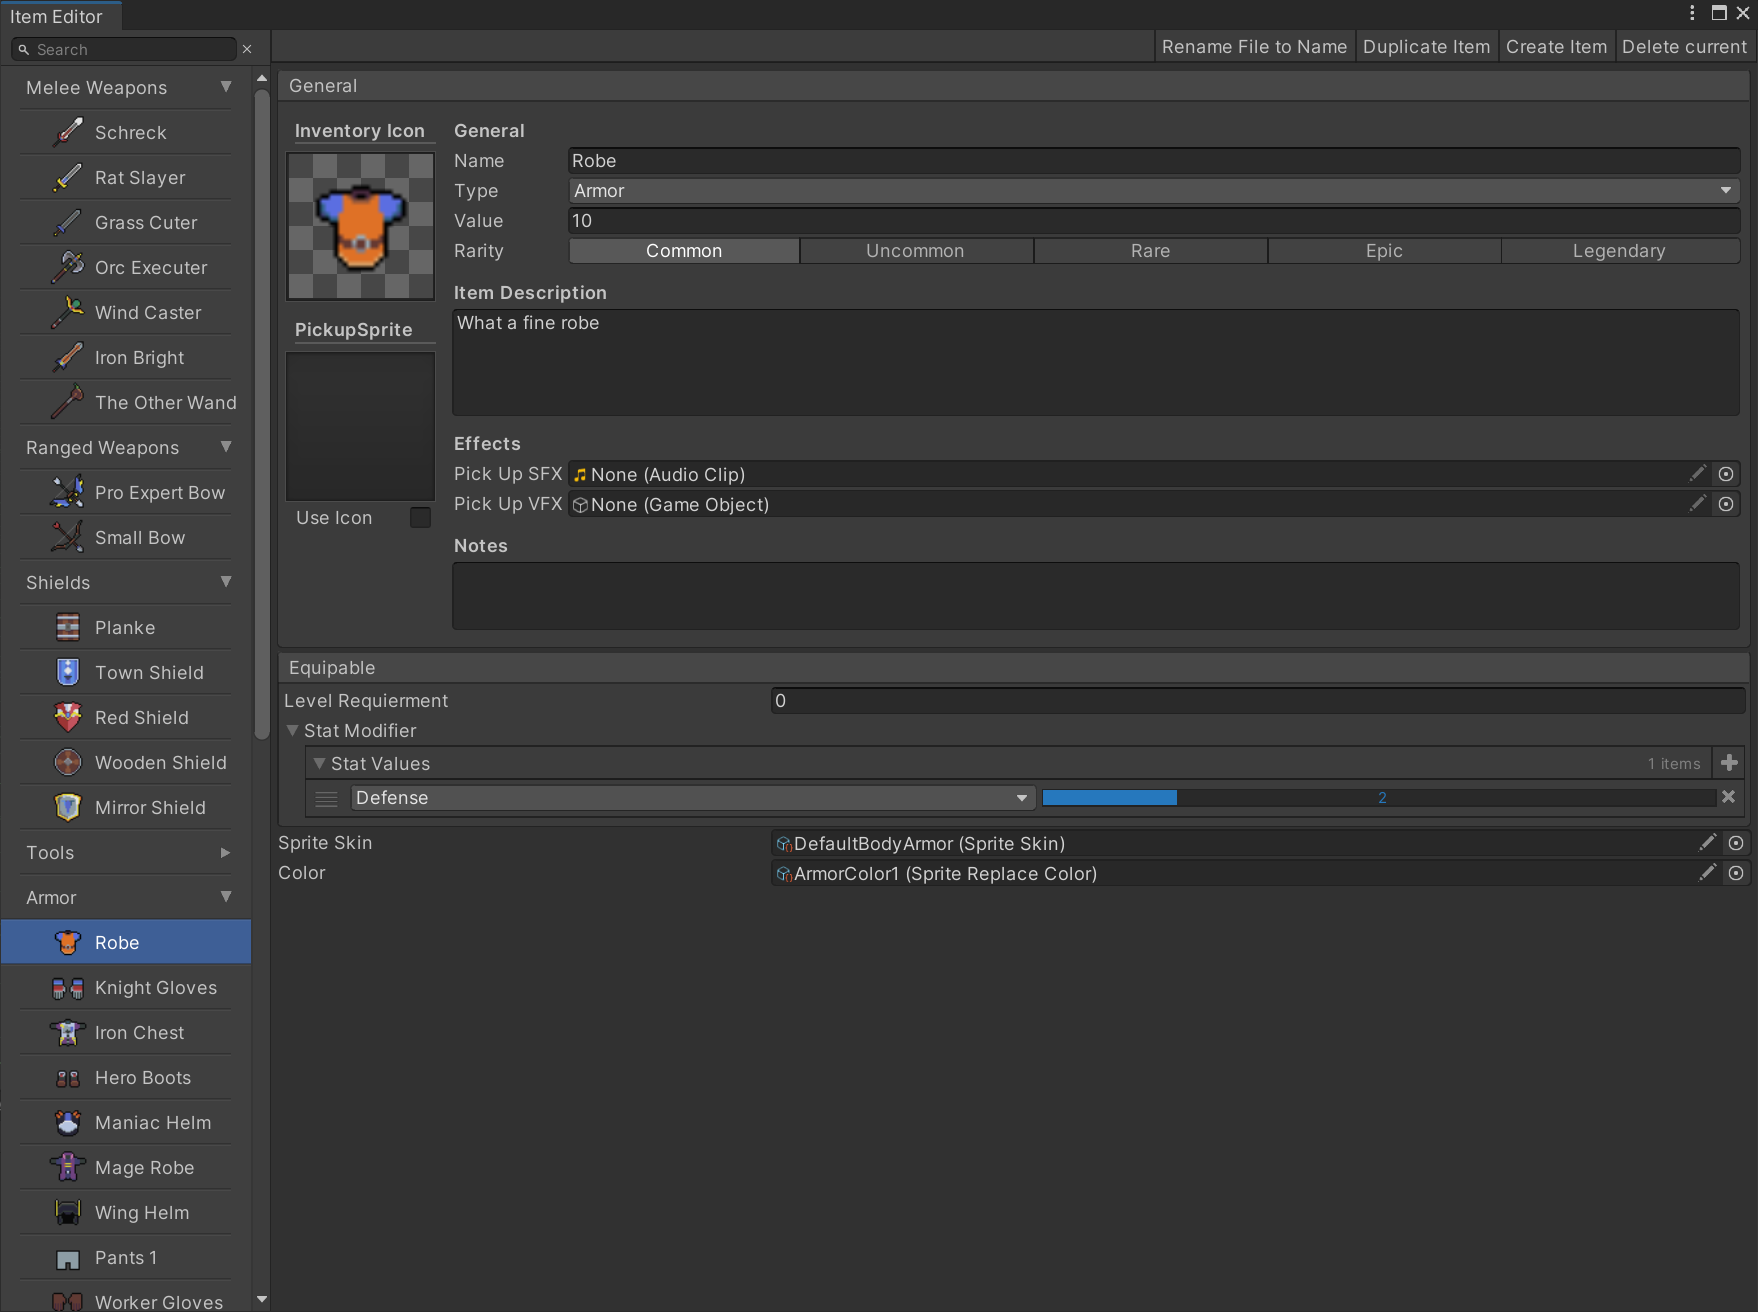 Item Editor
Search
Rename File to Name
Duplicate Item
Create Item
Delete current
Melee Weapons
Schreck
Rat Slayer
Grass Cuter
Orc Executer
Wind Caster
Iron Bright
The Other Wand
Ranged Weapons
Pro Expert Bow
Small Bow
Shields
Planke
Town Shield
Red Shield
Wooden Shield
Mirror Shield
Tools
Armor
Robe
Knight Gloves
Iron Chest
Hero Boots
Maniac Helm
Mage Robe
Wing Helm
Pants 1
Worker Gloves
General
Inventory Icon
PickupSprite
Use Icon
General
Name Robe
Type Armor
Value 10
Rarity Common Uncommon Rare Epic Legendary
Item Description
What a fine robe
Effects
Pick Up SFX None (Audio Clip)
Pick Up VFX None (Game Object)
Notes
Equipable
Level Requierment 0
Stat Modifier
Stat Values 1 items
Defense 2
Sprite Skin DefaultBodyArmor (Sprite Skin)
Color ArmorColor1 (Sprite Replace Color)